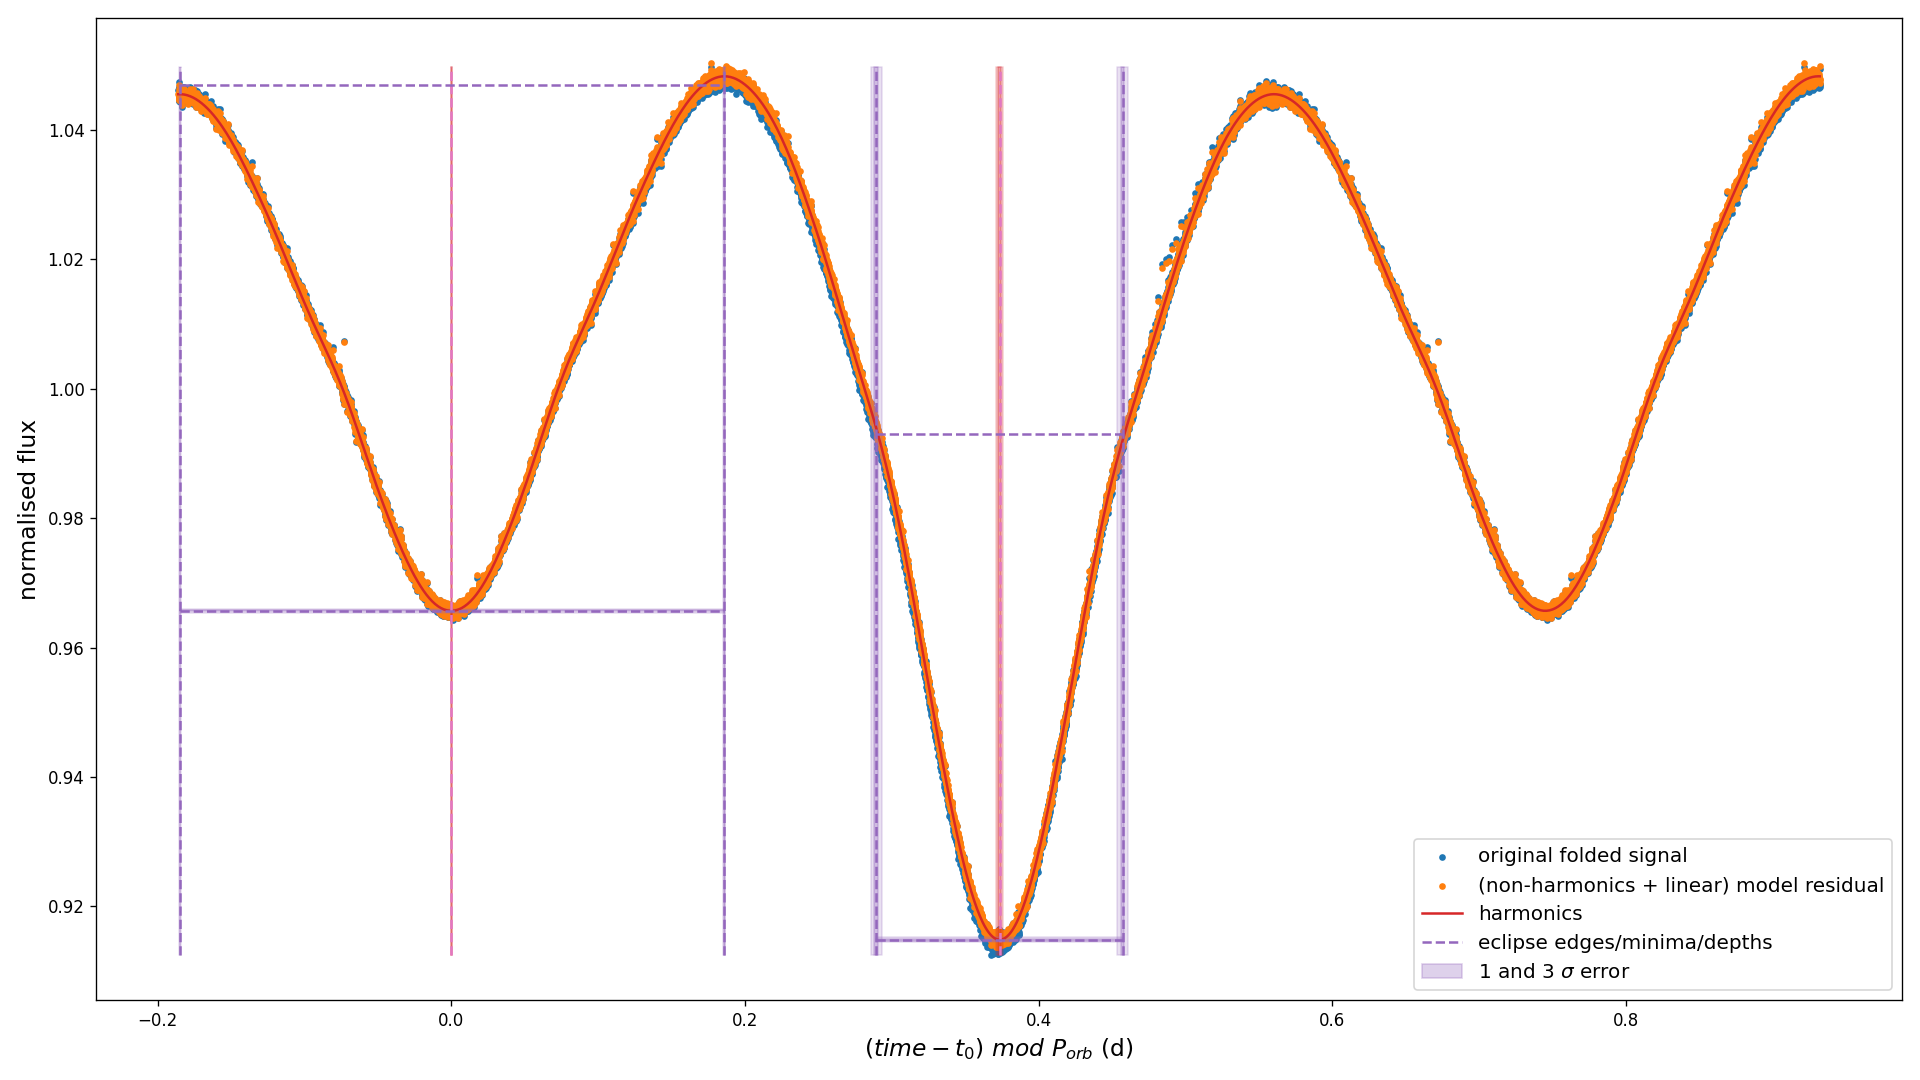 normalised flux
1.04
1.02
1.00
0.98
0.96
0.94
0.92
−0.2
0.0
0.2
0.4
0.6
0.8
(time − t₀) mod P_orb (d)
original folded signal
(non-harmonics + linear) model residual
harmonics
eclipse edges/minima/depths
1 and 3 σ error